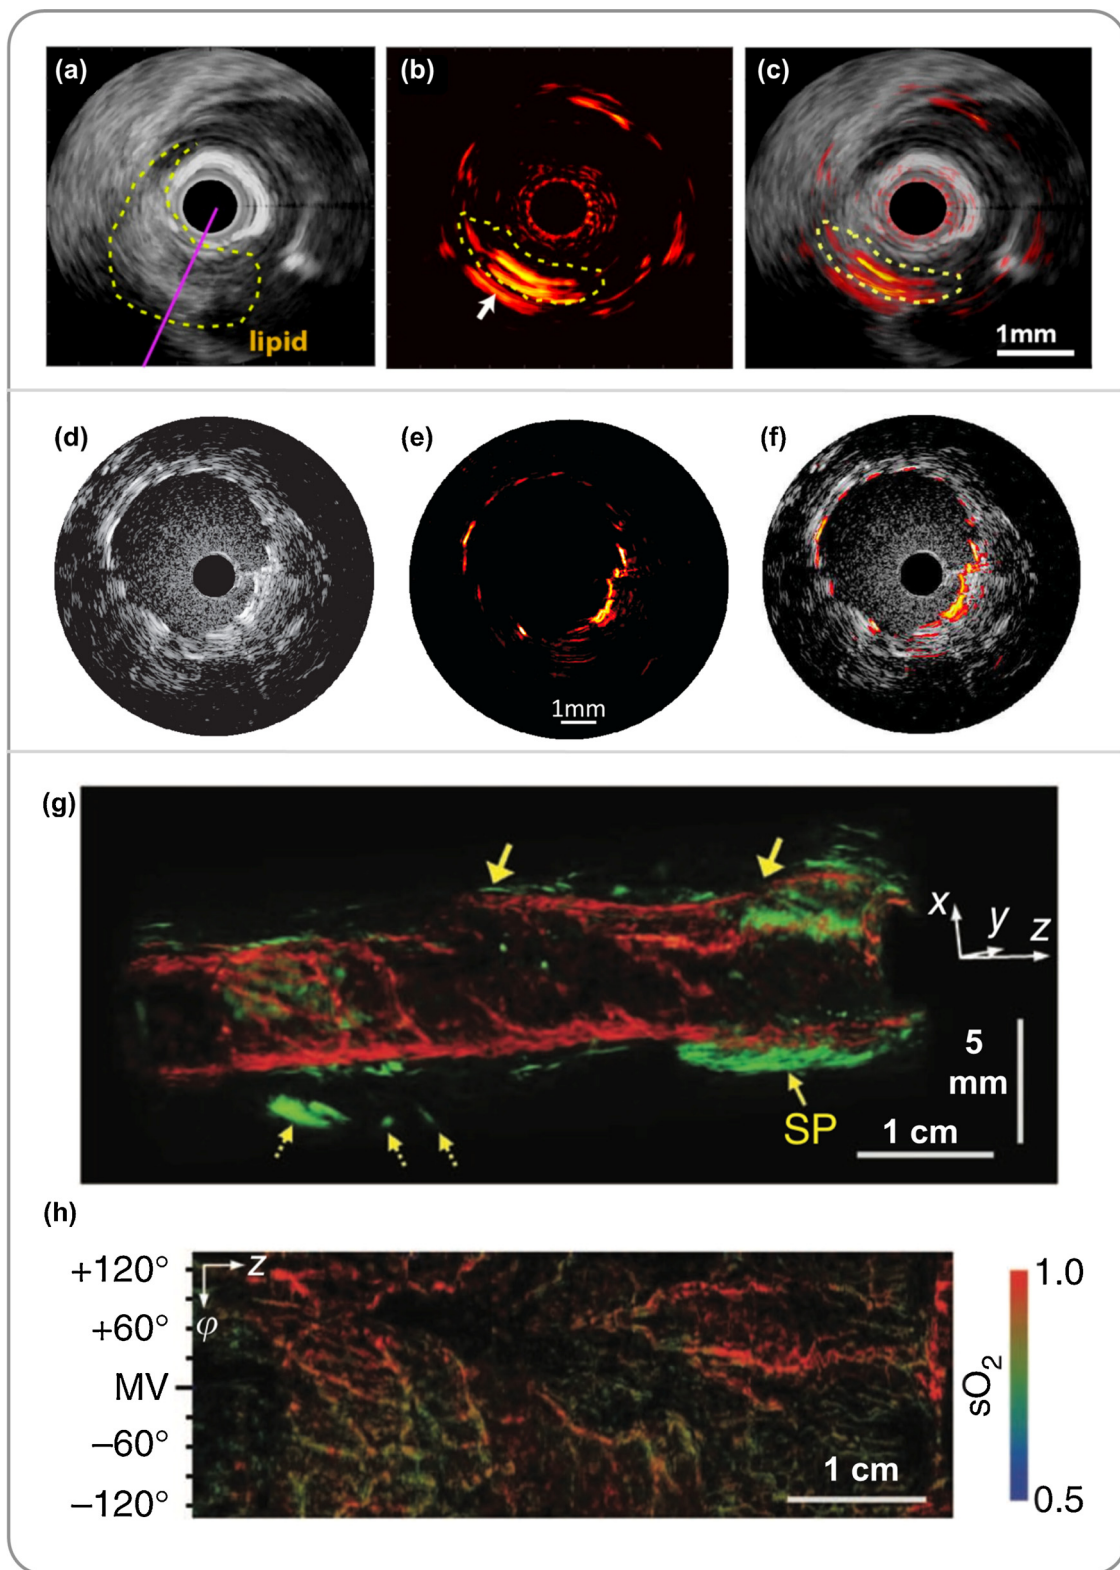 (a)
(b)
(c)
lipid
1mm
(d)
(e)
(f)
1mm
(g)
x
y
z
5
mm
SP
1 cm
(h)
+120°
z
1.0
φ
+60°
MV
sO2
−60°
1 cm
−120°
0.5